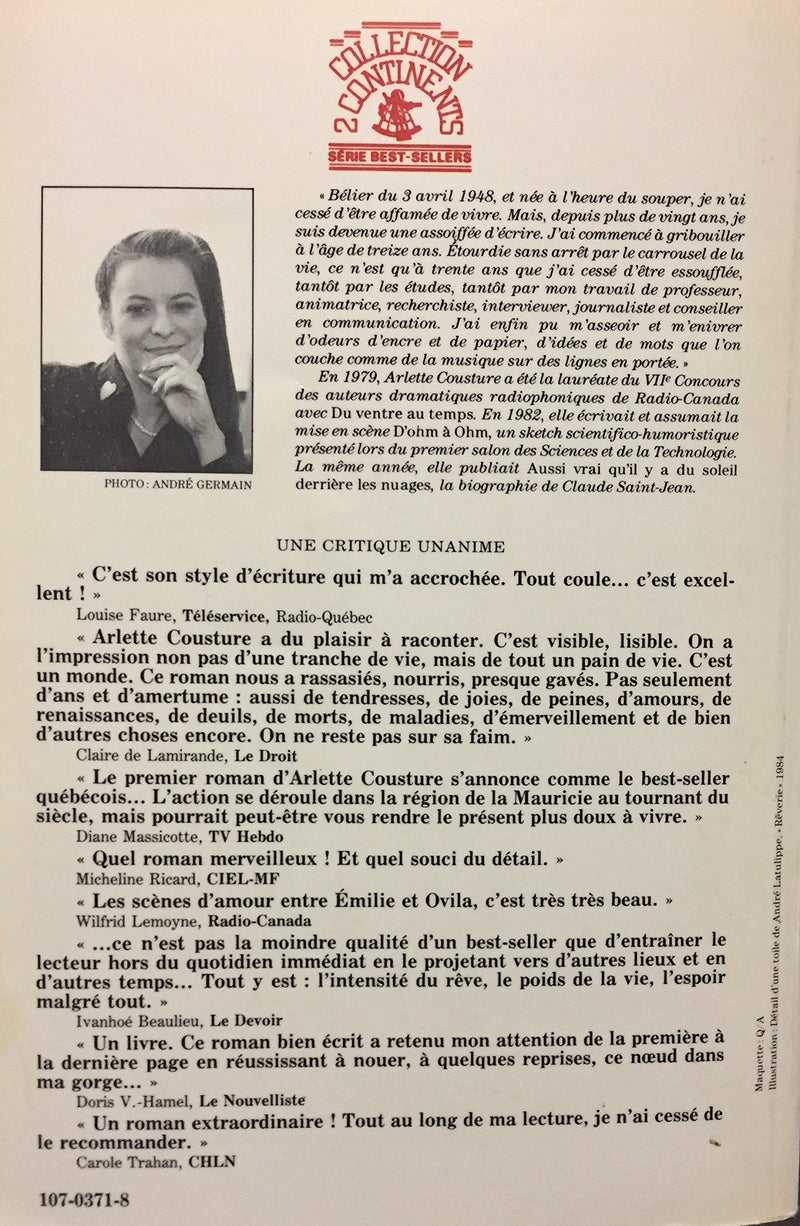 COLLECTION
2 CONTINENTS
SÉRIE BEST-SELLERS
« Bélier du 3 avril 1948, et née à l'heure du souper, je n'ai
cessé d'être affamée de vivre. Mais, depuis plus de vingt ans, je
suis devenue une assoiffée d'écrire. J'ai commencé à gribouiller
à l'âge de treize ans. Étourdie sans arrêt par le carrousel de la
vie, ce n'est qu'à trente ans que j'ai cessé d'être essoufflée,
tantôt par les études, tantôt par mon travail de professeur,
animatrice, recherchiste, interviewer, journaliste et conseiller
en communication. J'ai enfin pu m'asseoir et m'enivrer
d'odeurs d'encre et de papier, d'idées et de mots que l'on
couche comme de la musique sur des lignes en portée. »
En 1979, Arlette Cousture a été la lauréate du VIIe Concours
des auteurs dramatiques radiophoniques de Radio-Canada
avec Du ventre au temps. En 1982, elle écrivait et assumait la
mise en scène D'ohm à Ohm, un sketch scientifico-humoristique
présenté lors du premier salon des Sciences et de la Technologie.
La même année, elle publiait Aussi vrai qu'il y a du soleil
derrière les nuages, la biographie de Claude Saint-Jean.
PHOTO : ANDRÉ GERMAIN
UNE CRITIQUE UNANIME
« C'est son style d'écriture qui m'a accrochée. Tout coule... c'est excel-
lent ! »
Louise Faure, Téléservice, Radio-Québec
« Arlette Cousture a du plaisir à raconter. C'est visible, lisible. On a
l'impression non pas d'une tranche de vie, mais de tout un pain de vie. C'est
un monde. Ce roman nous a rassasiés, nourris, presque gavés. Pas seulement
d'ans et d'amertume : aussi de tendresses, de joies, de peines, d'amours, de
renaissances, de deuils, de morts, de maladies, d'émerveillement et de bien
d'autres choses encore. On ne reste pas sur sa faim. »
Claire de Lamirande, Le Droit
« Le premier roman d'Arlette Cousture s'annonce comme le best-seller
québécois... L'action se déroule dans la région de la Mauricie au tournant du
siècle, mais pourrait peut-être vous rendre le présent plus doux à vivre. »
Diane Massicotte, TV Hebdo
« Quel roman merveilleux ! Et quel souci du détail. »
Micheline Ricard, CIEL-MF
« Les scènes d'amour entre Émilie et Ovila, c'est très très beau. »
Wilfrid Lemoyne, Radio-Canada
« ...ce n'est pas la moindre qualité d'un best-seller que d'entraîner le
lecteur hors du quotidien immédiat en le projetant vers d'autres lieux et en
d'autres temps... Tout y est : l'intensité du rêve, le poids de la vie, l'espoir
malgré tout. »
Ivanhoé Beaulieu, Le Devoir
« Un livre. Ce roman bien écrit a retenu mon attention de la première à
la dernière page en réussissant à nouer, à quelques reprises, ce nœud dans
ma gorge... »
Doris V.-Hamel, Le Nouvelliste
« Un roman extraordinaire ! Tout au long de ma lecture, je n'ai cessé de
le recommander. »
Carole Trahan, CHLN
107-0371-8
Maquette : Q A
Illustration : Détail d'une toile de André Latulippe, « Rêverie » 1984